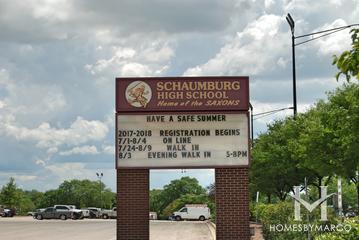 SCHAUMBURG
HIGH SCHOOL
Home of the SAXONS
HAVE A SAFE SUMMER
2017-2018 REGISTRATION BEGINS
7/1-8/4 ON LINE
7/24-8/9 WALK IN
8/3 EVENING WALK IN 5-8PM
HOMESBYMARCO